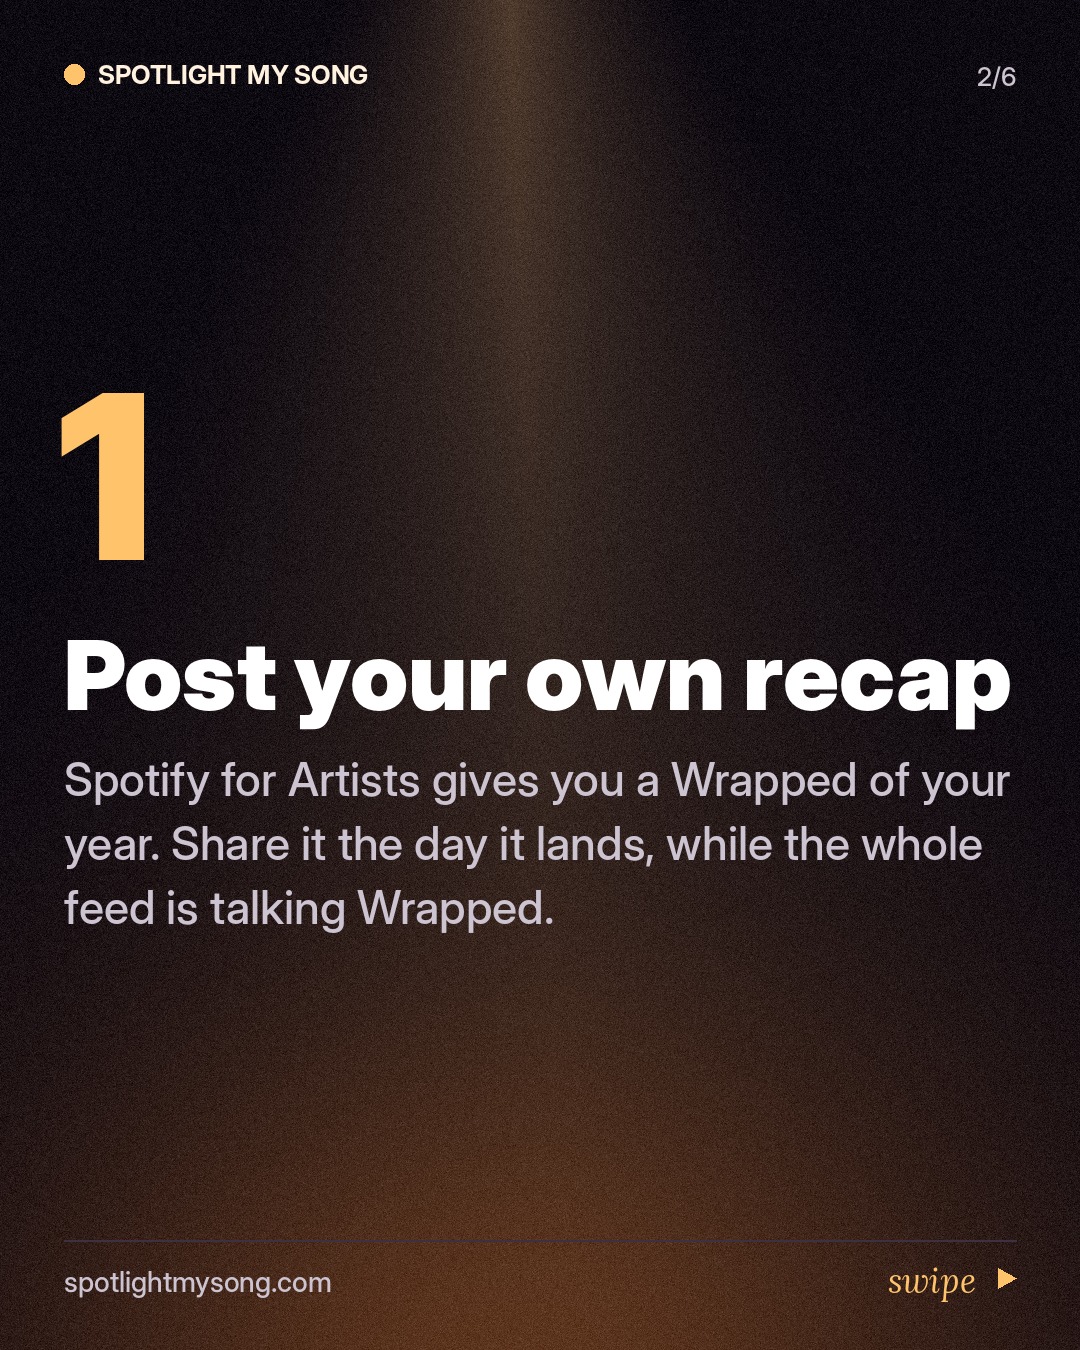 SPOTLIGHT MY SONG
2/6
1
Post your own recap
Spotify for Artists gives you a Wrapped of your
year. Share it the day it lands, while the whole
feed is talking Wrapped.
spotlightmysong.com
swipe